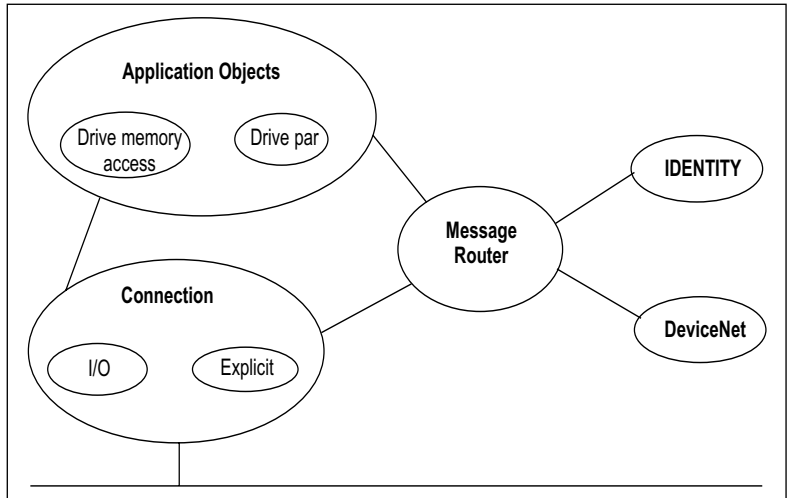 Application Objects
Drive memory
access
Drive par
IDENTITY
Message
Router
Connection
DeviceNet
I/O
Explicit